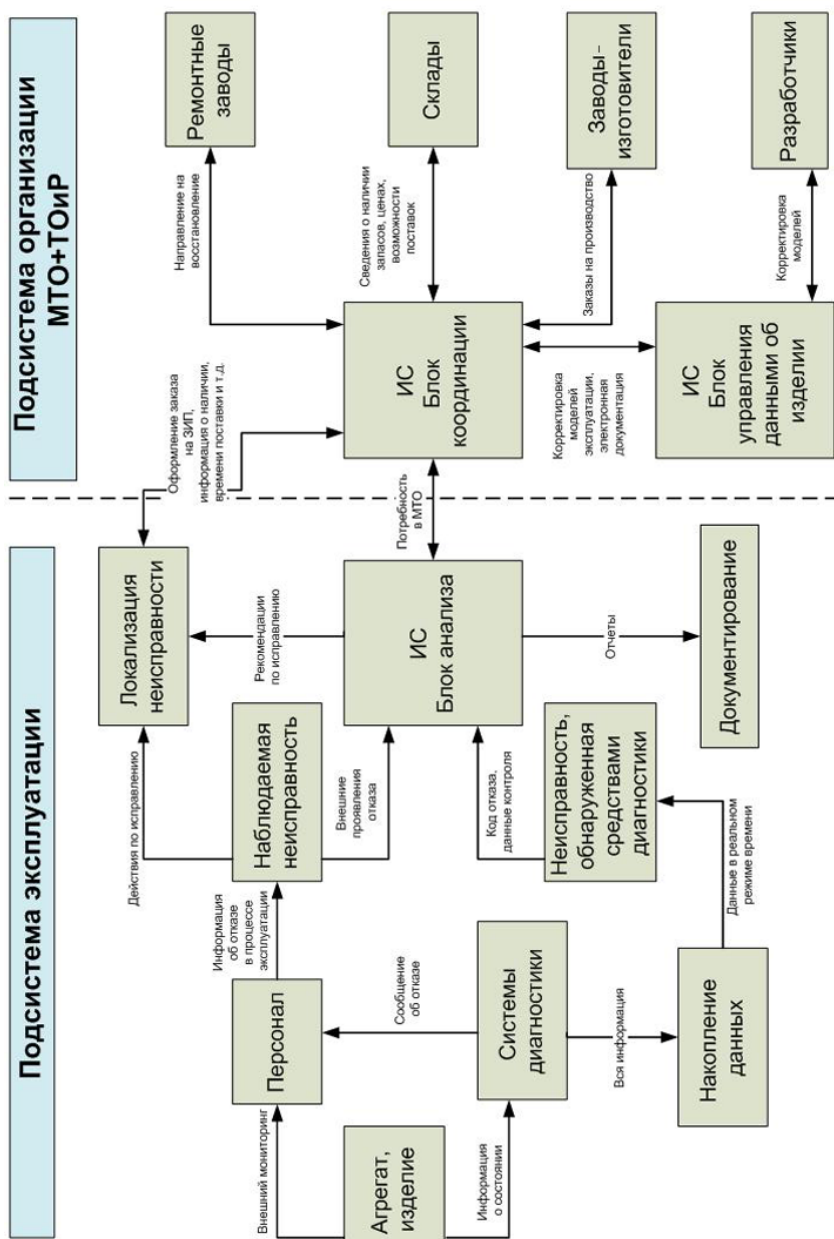 Подсистема эксплуатации
Подсистема организации
МТО+ТОиР
Агрегат,
изделие
Внешний мониторинг
Информация
о состоянии
Персонал
Сообщение
об отказе
Системы
диагностики
Вся информация
Накопление
данных
Информация
об отказе
в процессе
эксплуатации
Данные в реальном
режиме времени
Наблюдаемая
неисправность
Неисправность,
обнаруженная
средствами
диагностики
Действия по исправлению
Внешние
проявления
отказа
Код отказа,
данные контроля
Локализация
неисправности
Рекомендации
по исправлению
ИС
Блок анализа
Отчеты
Документирование
Оформление заказа
на ЗИП,
информация о наличии,
времени поставки и т.д.
Потребность
в МТО
ИС
Блок
координации
Корректировка
моделей
эксплуатации,
электронная
документация
ИС
Блок
управления
данными об
изделии
Направление на
восстановление
Сведения о наличии
запасов, ценах,
возможности
поставок
Заказы на производство
Корректировка
моделей
Ремонтные
заводы
Склады
Заводы-
изготовители
Разработчики